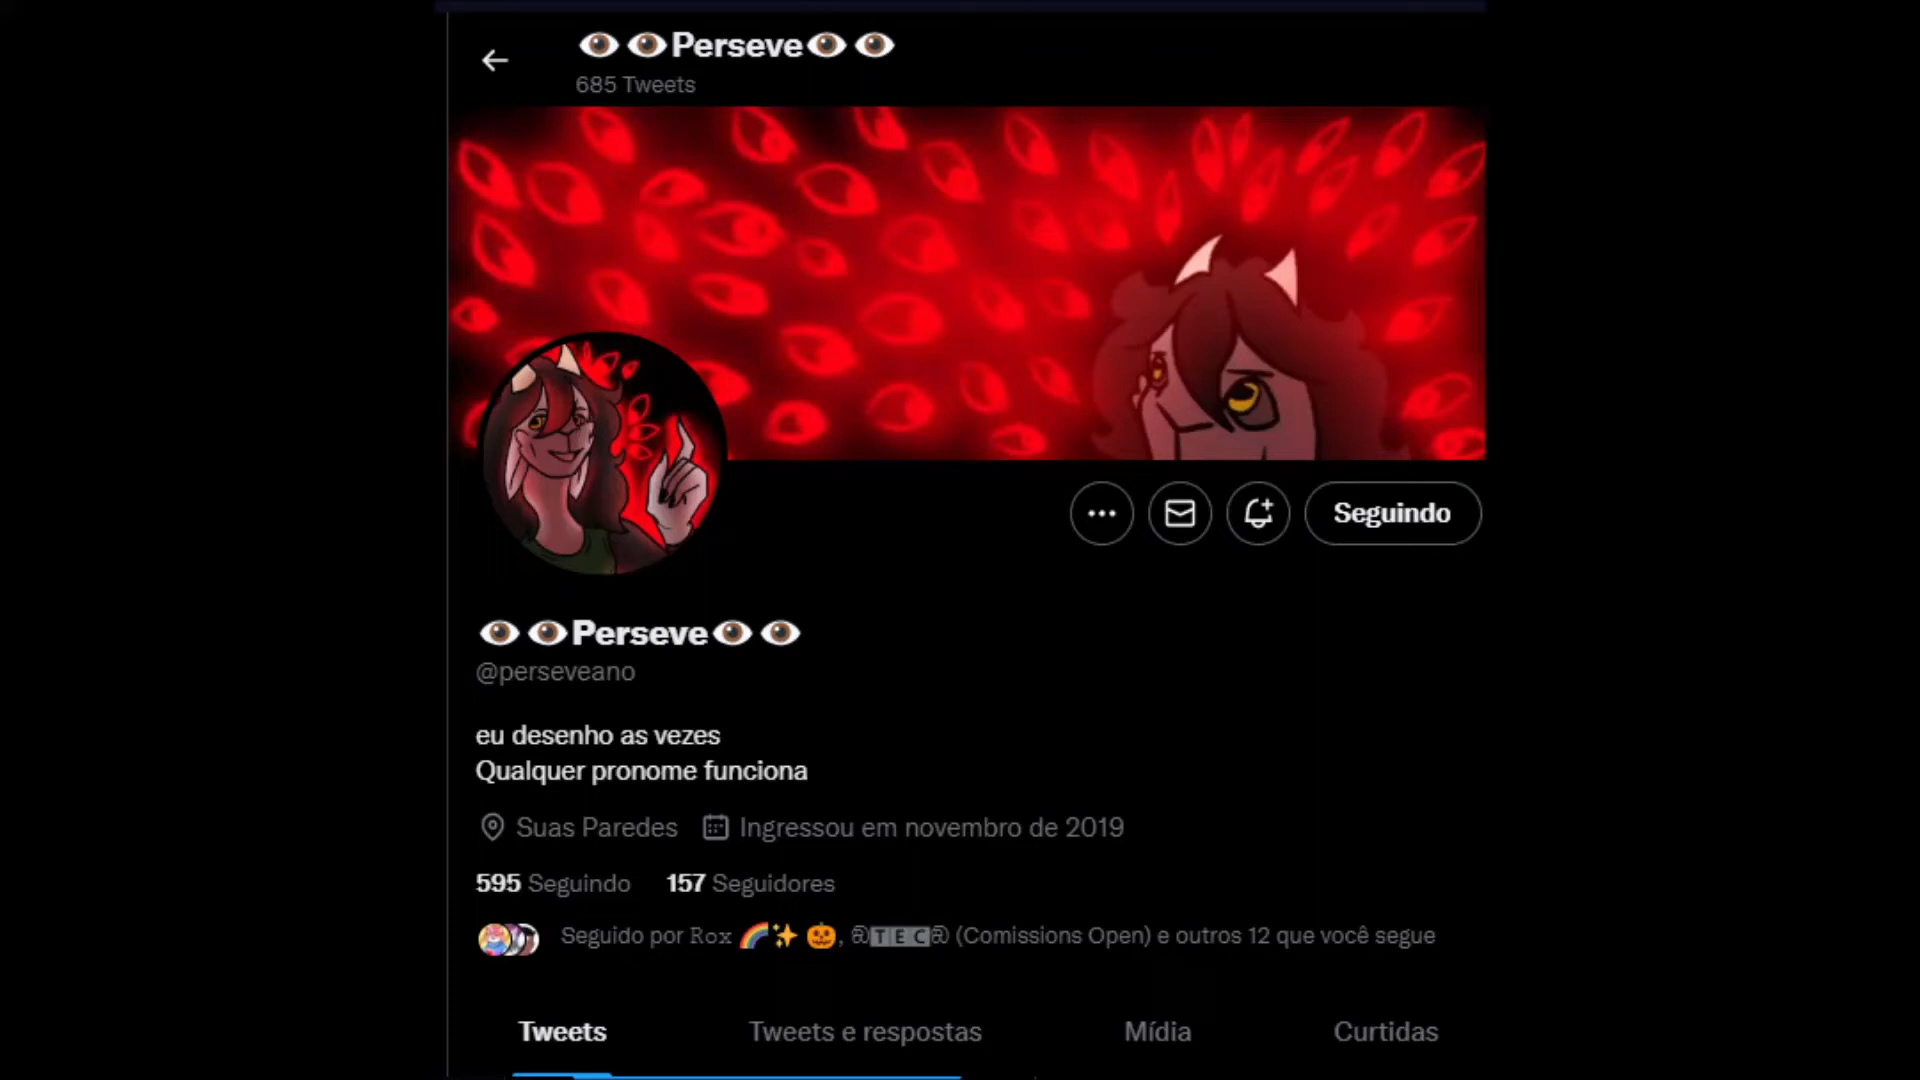 👁️👁️Perseve👁️👁️
685 Tweets
Seguindo
👁️👁️Perseve👁️👁️
@perseveano
eu desenho as vezes
Qualquer pronome funciona
Suas Paredes Ingressou em novembro de 2019
595 Seguindo 157 Seguidores
Seguido por Rox 🌈✨ 🎃, @🆃🅴🅲@ (Comissions Open) e outros 12 que você segue
Tweets Tweets e respostas Mídia Curtidas